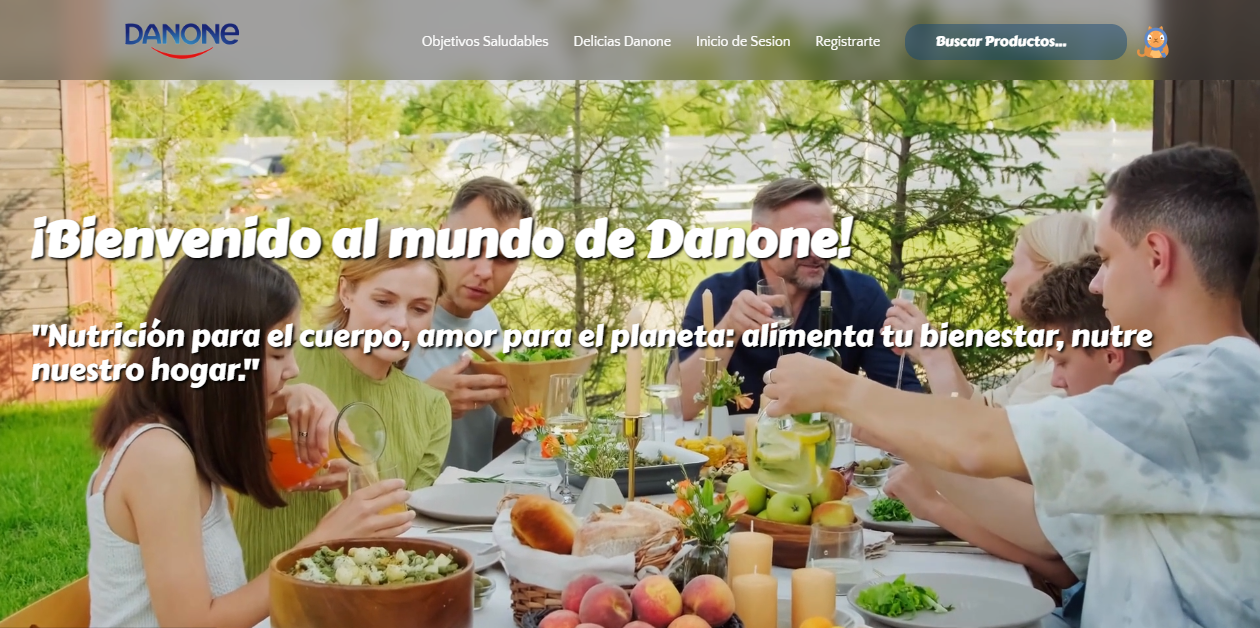 DANONE
Objetivos Saludables
Delicias Danone
Inicio de Sesion
Registrarte
Buscar Productos...
¡Bienvenido al mundo de Danone!
"Nutrición para el cuerpo, amor para el planeta: alimenta tu bienestar, nutre
nuestro hogar."